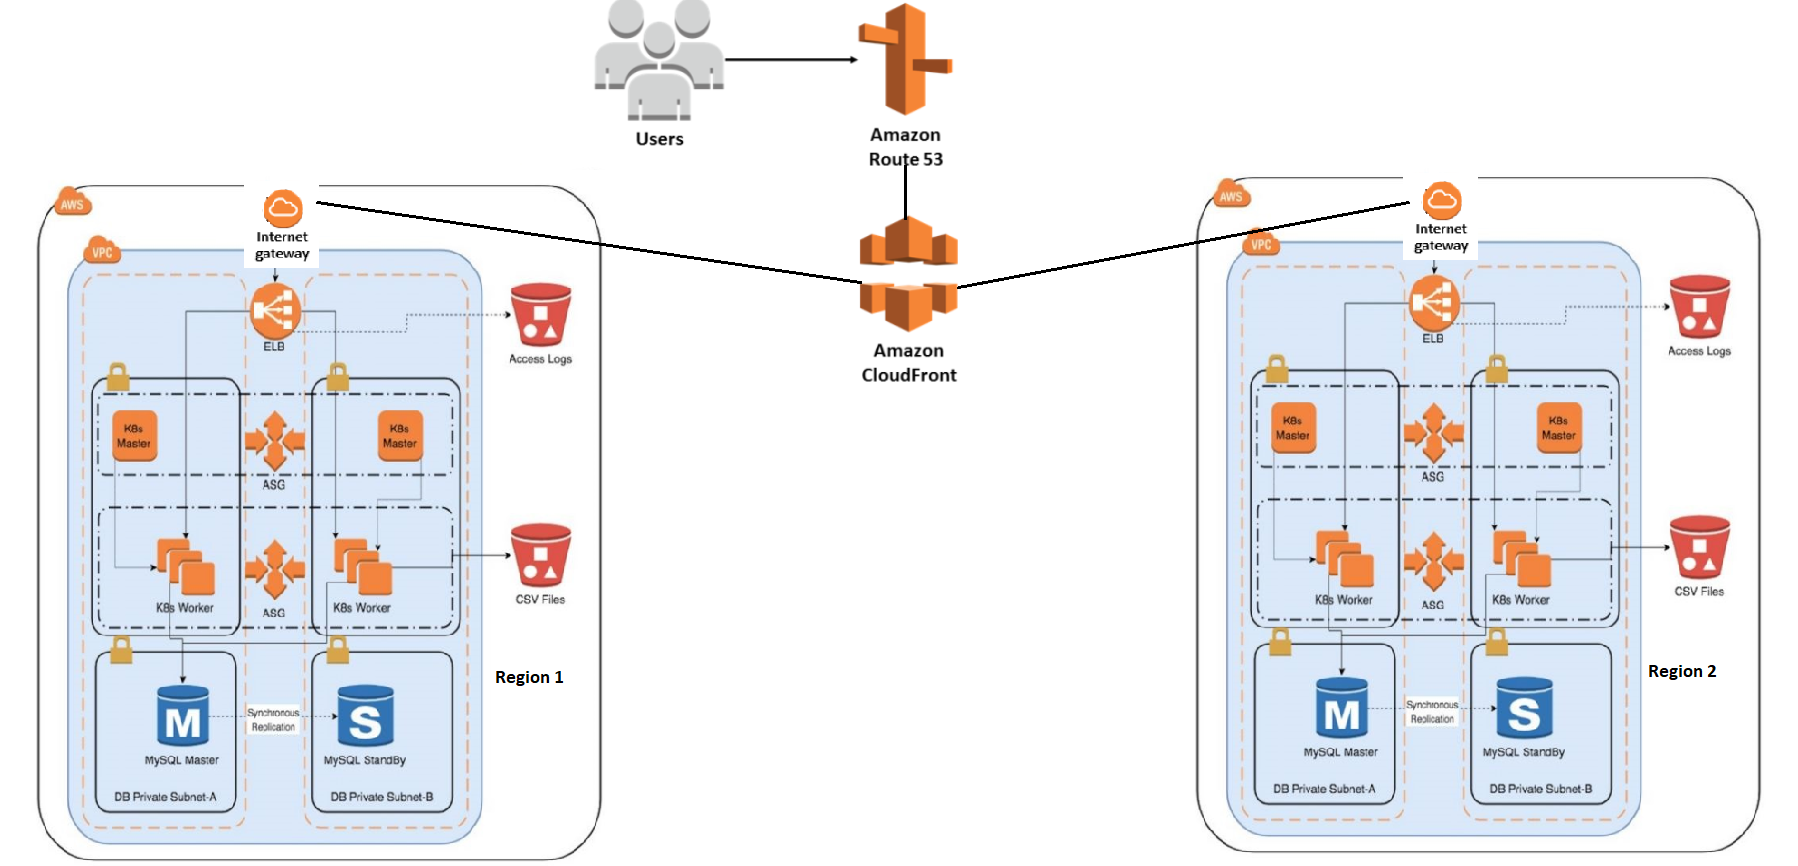 Users
Amazon
Route 53
Amazon
CloudFront
AWS
Internet
gateway
VPC
ELB
Access Logs
K8s
Master
K8s
Master
ASG
K8s Worker
ASG
K8s Worker
CSV Files
Region 1
M
Synchronous
Replication
S
MySQL Master
MySQL StandBy
DB Private Subnet-A
DB Private Subnet-B
AWS
Internet
gateway
VPC
ELB
Access Logs
K8s
Master
K8s
Master
ASG
K8s Worker
ASG
K8s Worker
CSV Files
Region 2
M
Synchronous
Replication
S
MySQL Master
MySQL StandBy
DB Private Subnet-A
DB Private Subnet-B